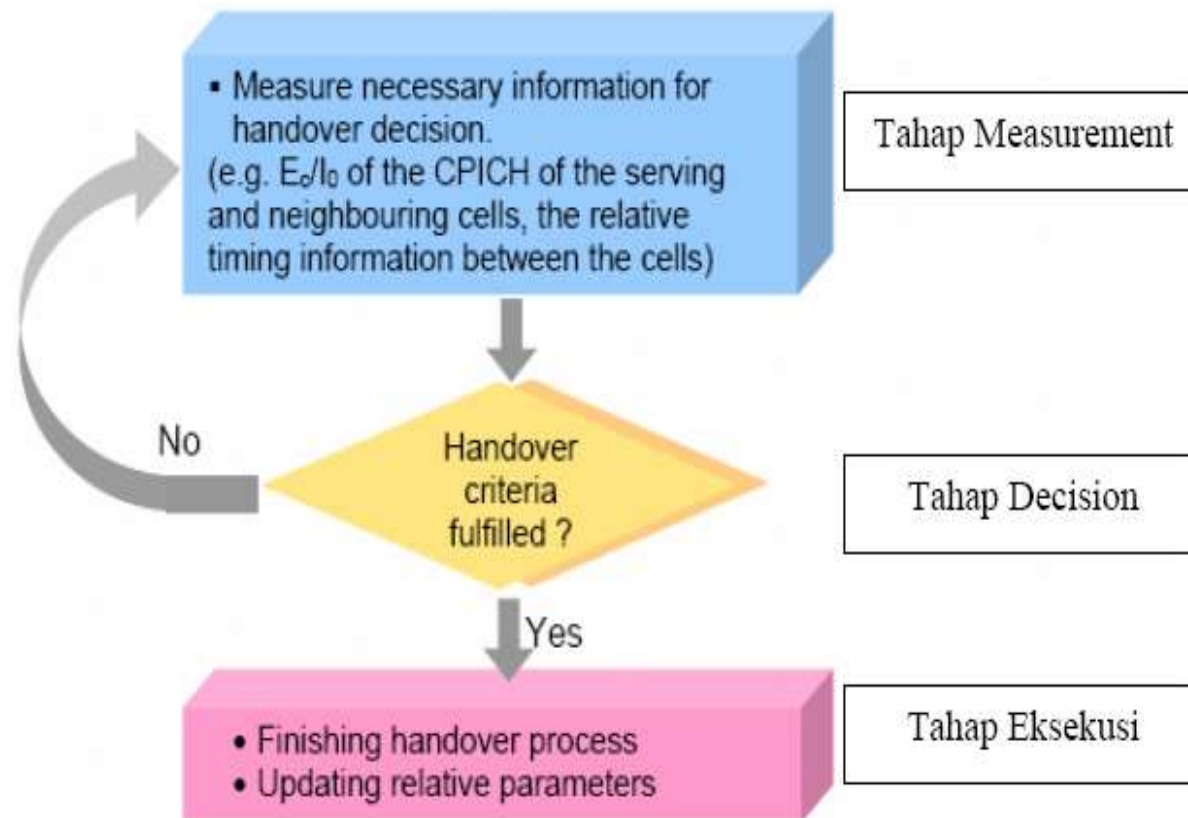 ▪ Measure necessary information for
handover decision.
(e.g. Ec/I0 of the CPICH of the serving
and neighbouring cells, the relative
timing information between the cells)
Tahap Measurement
No
Handover
criteria
fulfilled ?
Tahap Decision
Yes
• Finishing handover process
• Updating relative parameters
Tahap Eksekusi